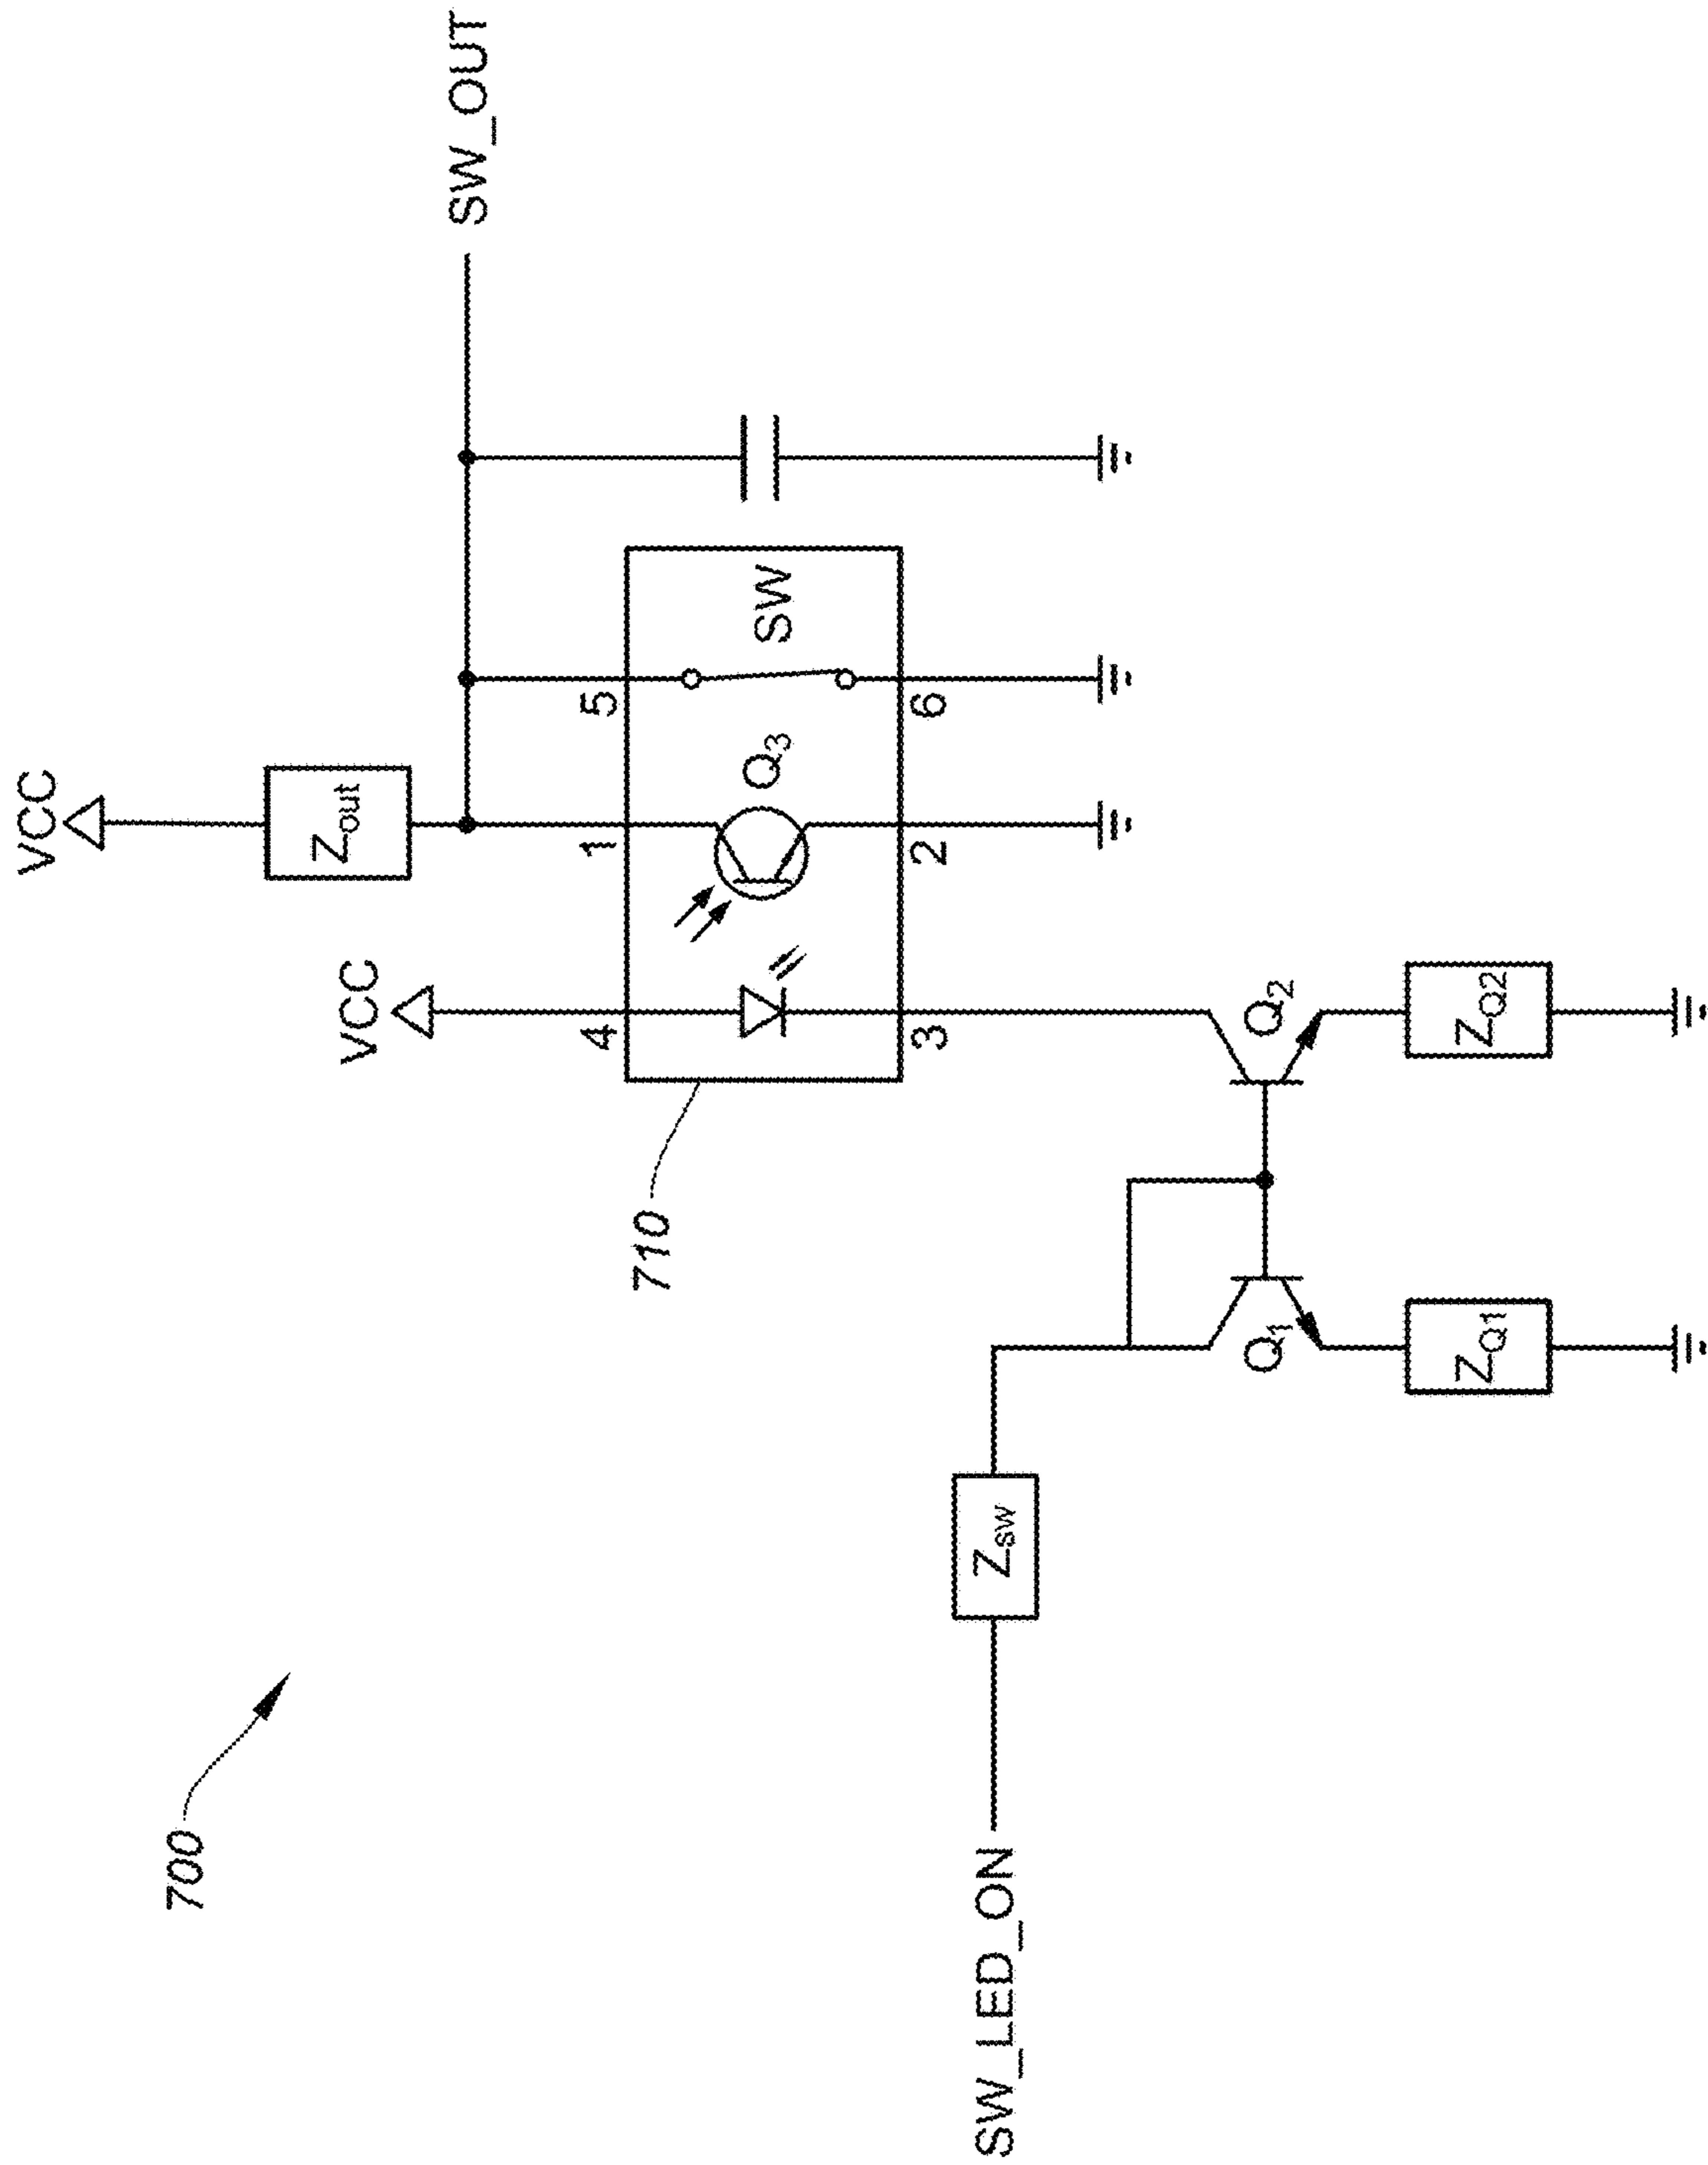 700
VCC
Zout
SW_OUT
VCC
710
4
1
5
Q3
SW
3
2
6
SW_LED_ON
Zsw
Q1
Q2
ZQ1
ZQ2